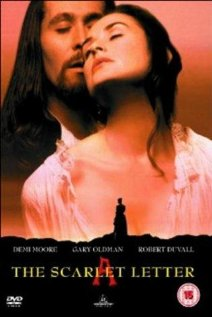 DEMI MOORE GARY OLDMAN ROBERT DUVALL
A
THE SCARLET LETTER
DVD
15